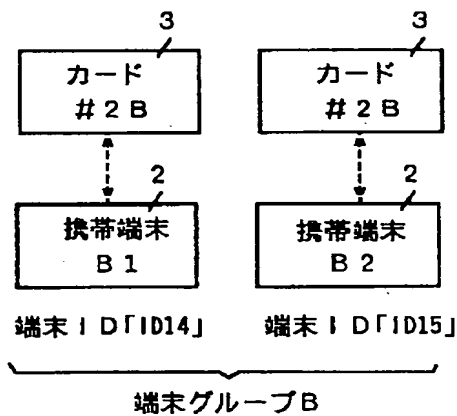 3 3
カード カード
#2B #2B
2 2
携帯端末 携帯端末
B1 B2
端末ID「ID14」 端末ID「ID15」
端末グループB